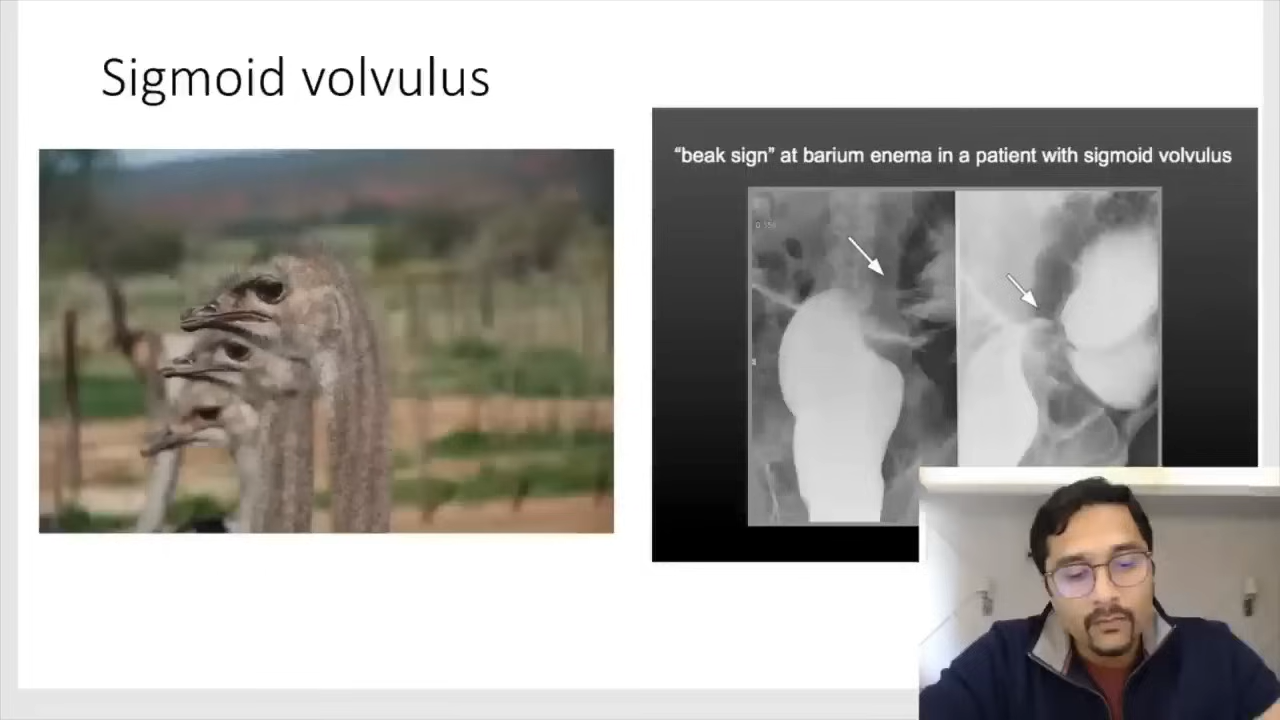 Sigmoid volvulus
“beak sign” at barium enema in a patient with sigmoid volvulus